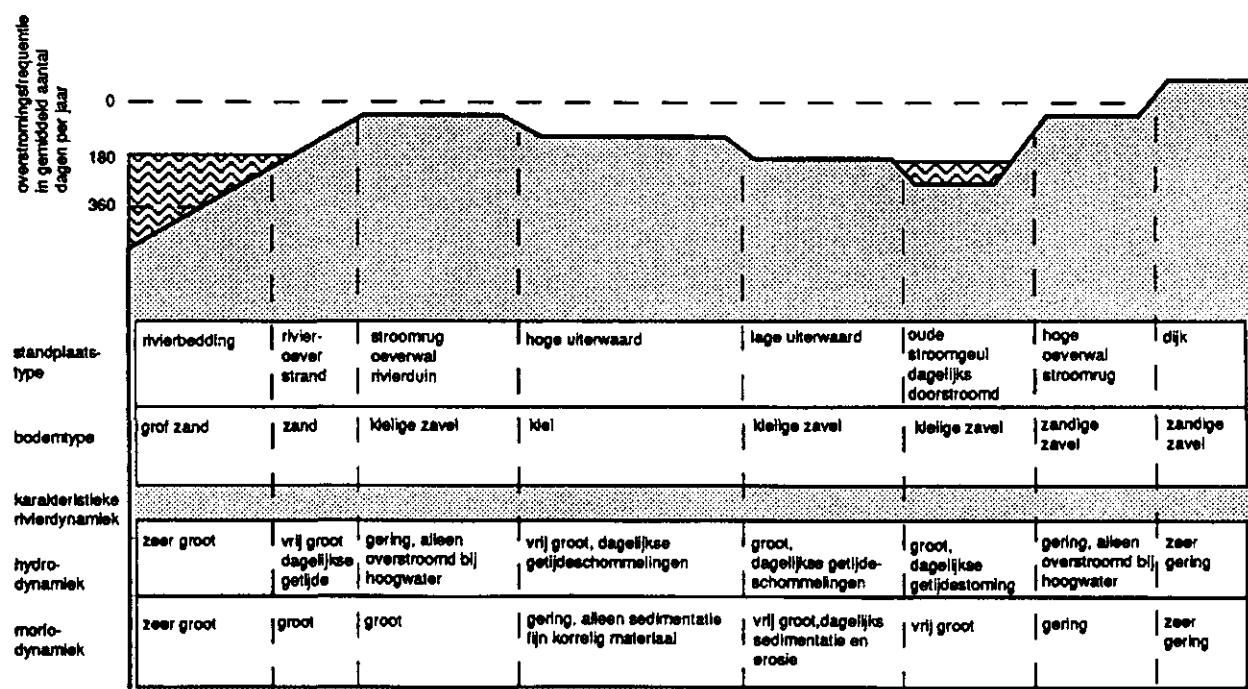 overstromingsfrequentie
in gemiddeld aantal
dagen per jaar
0
180
360
standplaats-
type
rivierbedding
rivier-
oever
strand
stroomrug
oeverwal
rivierduin
hoge uiterwaard
lage uiterwaard
oude
stroomgeul
dagelijks
doorstroomd
hoge
oeverwal
stroomrug
dijk
bodemtype
grof zand
zand
kleiige zavel
klei
kleiige zavel
kleiige zavel
zandige
zavel
zandige
zavel
karakteristieke
rivierdynamiek
hydro-
dynamiek
zeer groot
vrij groot
dagelijkse
getijde
gering, alleen
overstroomd bij
hoogwater
vrij groot, dagelijkse
getijdeschommelingen
groot,
dagelijkse getijde-
schommelingen
groot,
dagelijkse
getijdestoming
gering, alleen
overstroomd bij
hoogwater
zeer
gering
morfo-
dynamiek
zeer groot
groot
groot
gering, alleen sedimentatie
fijn korrelig materiaal
vrij groot,dagelijks
sedimentatie en
erosie
vrij groot
gering
zeer
gering